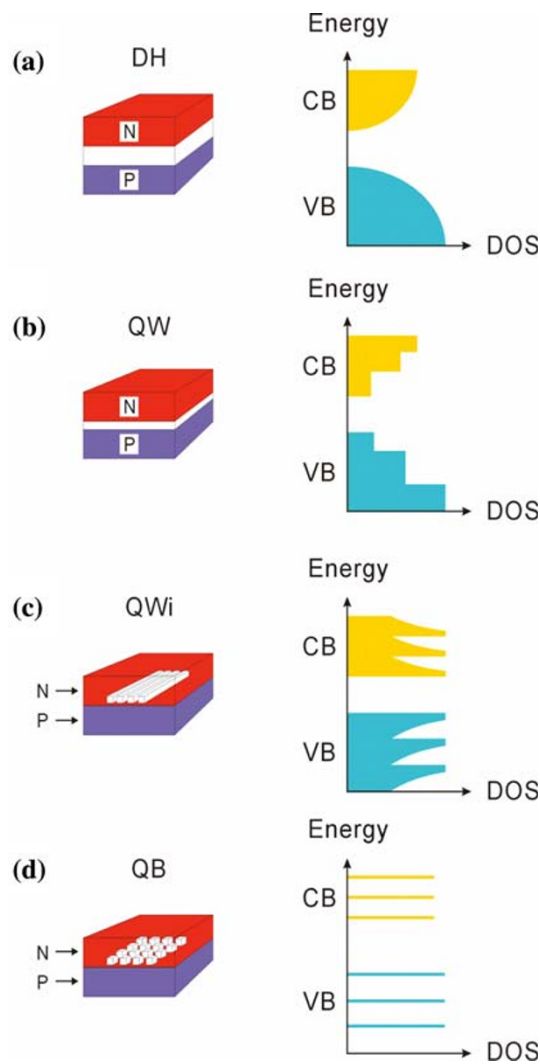 (a)
DH
N
P
Energy
CB
VB
DOS
(b)
QW
N
P
Energy
CB
VB
DOS
(c)
QWi
N
P
Energy
CB
VB
DOS
(d)
QB
N
P
Energy
CB
VB
DOS